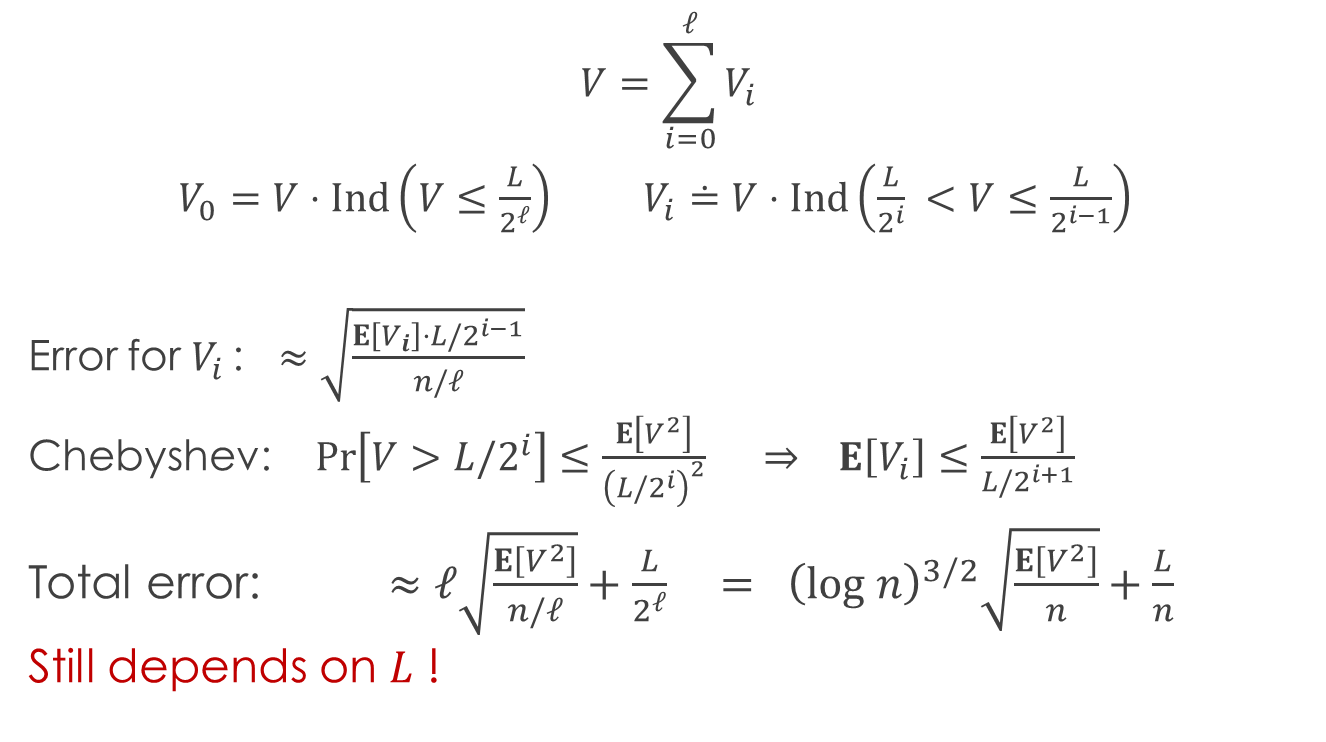 V = ∑_{i=0}^{ℓ} V_i
V_0 = V · Ind(V ≤ L/2^ℓ)    V_i ≐ V · Ind(L/2^i < V ≤ L/2^{i−1})
Error for V_i :  ≈ √(E[V_i]·L/2^{i−1} / (n/ℓ))
Chebyshev:  Pr[V > L/2^i] ≤ E[V^2] / (L/2^i)^2  ⇒  E[V_i] ≤ E[V^2] / (L/2^{i+1})
Total error:  ≈ ℓ √(E[V^2] / (n/ℓ)) + L/2^ℓ  =  (log n)^{3/2} √(E[V^2] / n) + L/n
Still depends on L !